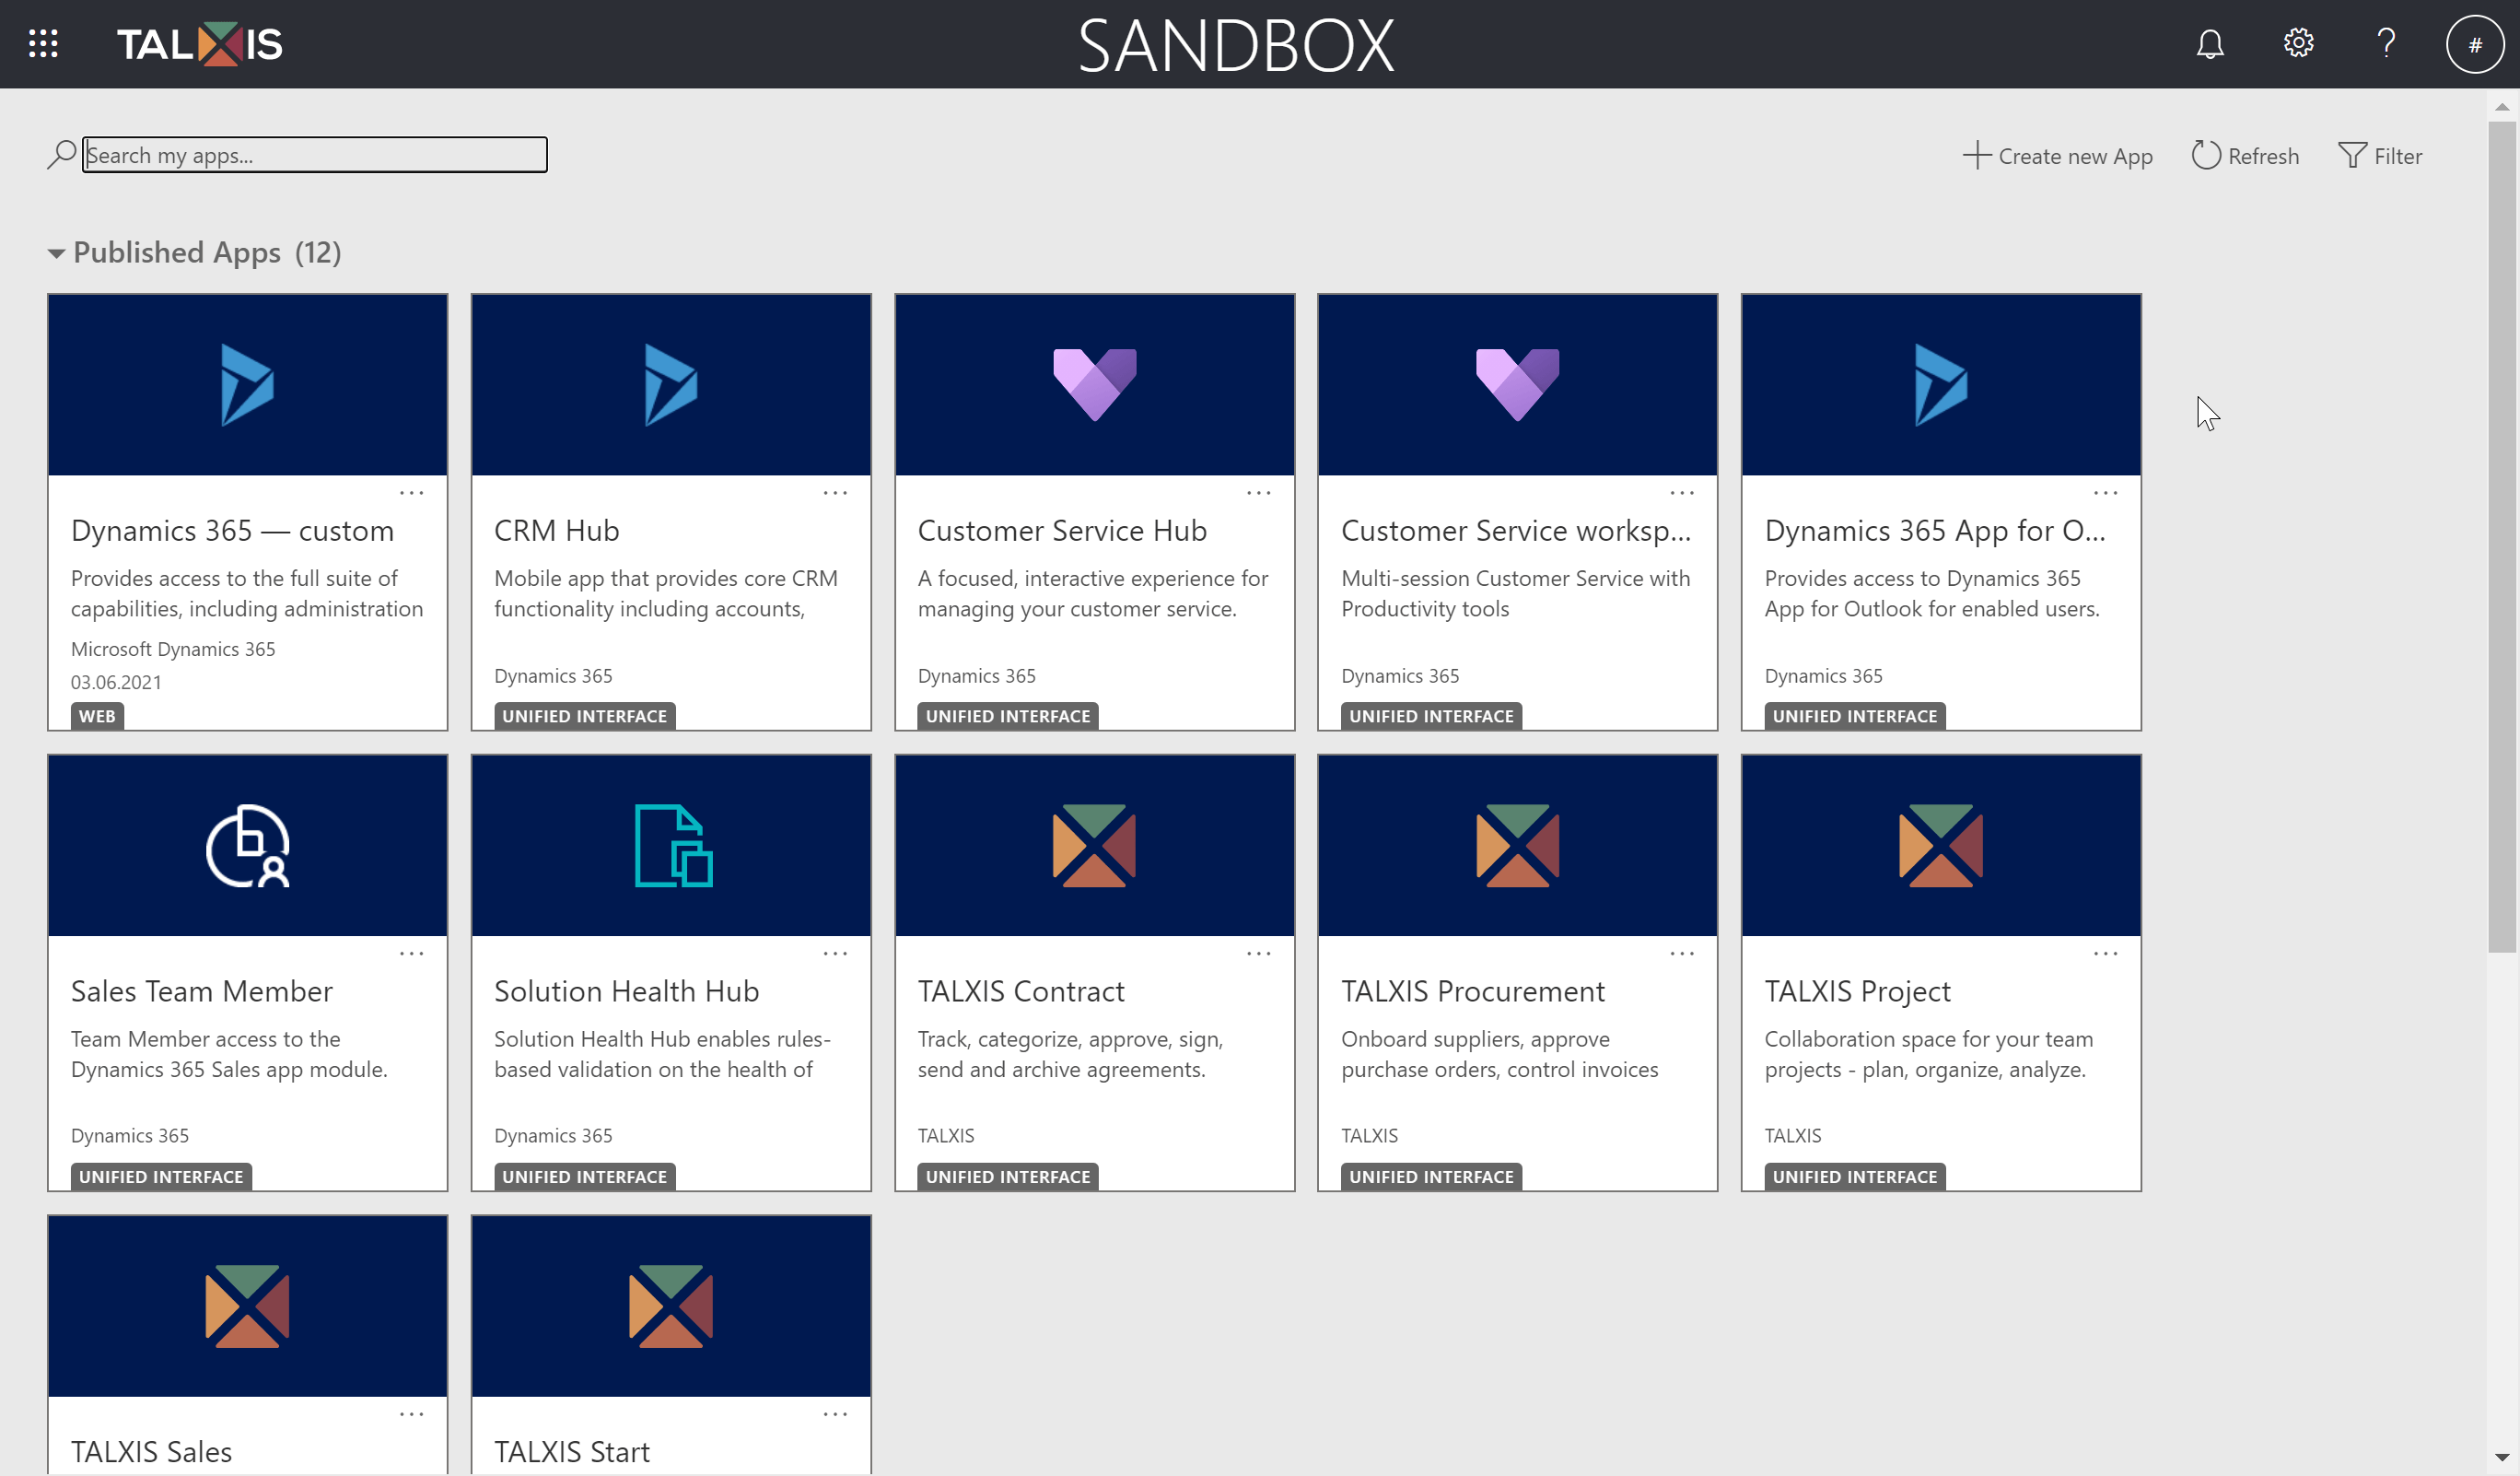 TALXIS
SANDBOX
?
#
Search my apps...
Create new App
Refresh
Filter
Published Apps (12)
...
Dynamics 365 — custom
Provides access to the full suite of
capabilities, including administration
Microsoft Dynamics 365
03.06.2021
WEB
...
CRM Hub
Mobile app that provides core CRM
functionality including accounts,
Dynamics 365
UNIFIED INTERFACE
...
Customer Service Hub
A focused, interactive experience for
managing your customer service.
Dynamics 365
UNIFIED INTERFACE
...
Customer Service worksp...
Multi-session Customer Service with
Productivity tools
Dynamics 365
UNIFIED INTERFACE
...
Dynamics 365 App for O...
Provides access to Dynamics 365
App for Outlook for enabled users.
Dynamics 365
UNIFIED INTERFACE
...
Sales Team Member
Team Member access to the
Dynamics 365 Sales app module.
Dynamics 365
UNIFIED INTERFACE
...
Solution Health Hub
Solution Health Hub enables rules-
based validation on the health of
Dynamics 365
UNIFIED INTERFACE
...
TALXIS Contract
Track, categorize, approve, sign,
send and archive agreements.
TALXIS
UNIFIED INTERFACE
...
TALXIS Procurement
Onboard suppliers, approve
purchase orders, control invoices
TALXIS
UNIFIED INTERFACE
...
TALXIS Project
Collaboration space for your team
projects - plan, organize, analyze.
TALXIS
UNIFIED INTERFACE
...
TALXIS Sales
...
TALXIS Start